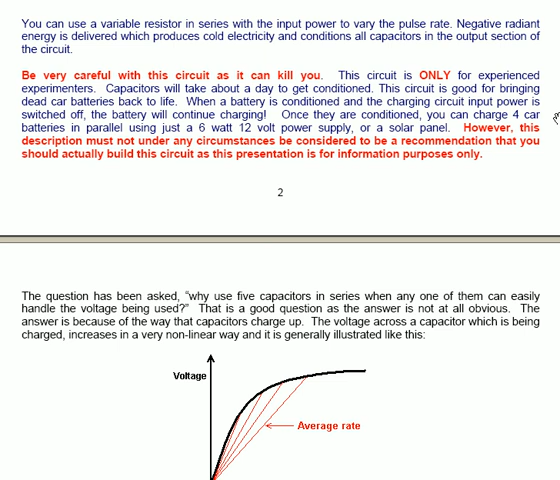 You can use a variable resistor in series with the input power to vary the pulse rate. Negative radiant
energy is delivered which produces cold electricity and conditions all capacitors in the output section of
the circuit.
Be very careful with this circuit as it can kill you. This circuit is ONLY for experienced
experimenters. Capacitors will take about a day to get conditioned. This circuit is good for bringing
dead car batteries back to life. When a battery is conditioned and the charging circuit input power is
switched off, the battery will continue charging! Once they are conditioned, you can charge 4 car
batteries in parallel using just a 6 watt 12 volt power supply, or a solar panel. However, this
description must not under any circumstances be considered to be a recommendation that you
should actually build this circuit as this presentation is for information purposes only.
2
The question has been asked, "why use five capacitors in series when any one of them can easily
handle the voltage being used?" That is a good question as the answer is not at all obvious. The
answer is because of the way that capacitors charge up. The voltage across a capacitor which is being
charged, increases in a very non-linear way and it is generally illustrated like this:
Voltage
Average rate